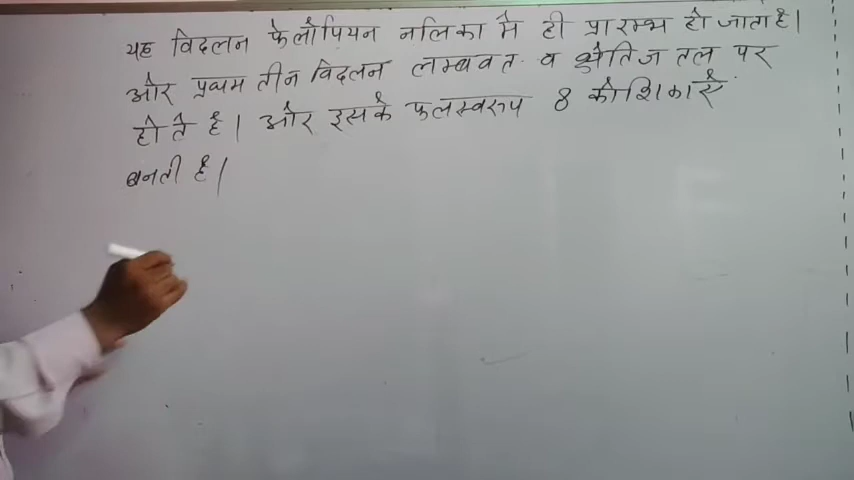 यह विदलन फेलोपियन नलिका मे ही प्रारम्भ हो जाता है।
और प्रथम तीन विदलन लम्बवत व क्षैतिज तल पर
होते है। और इसके फलस्वरुप 8 कोशिकाऐं
बनती है।